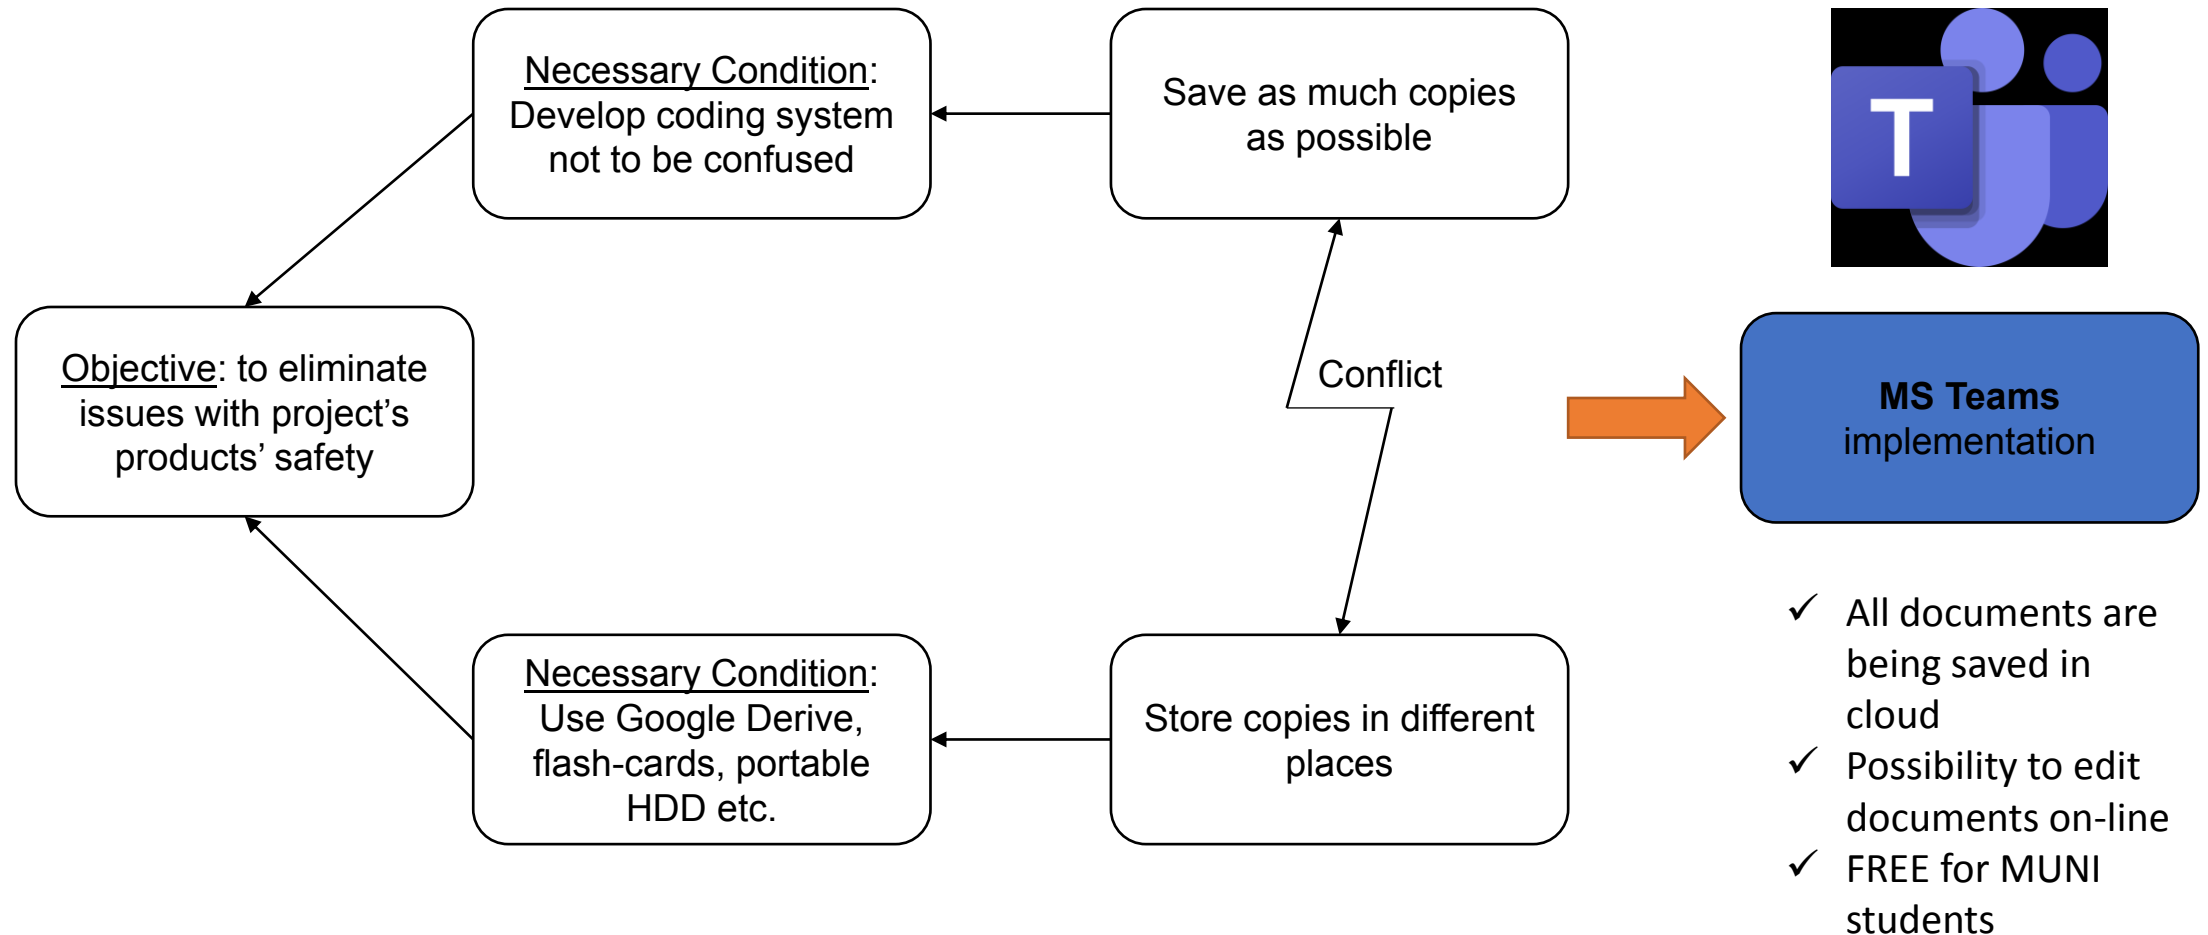 Necessary Condition:
Develop coding system
not to be confused
Save as much copies
as possible
T
Objective: to eliminate
issues with project’s
products’ safety
Conflict
MS Teams
implementation
Necessary Condition:
Use Google Derive,
flash-cards, portable
HDD etc.
Store copies in different
places
✓ All documents are
being saved in
cloud
✓ Possibility to edit
documents on-line
✓ FREE for MUNI
students